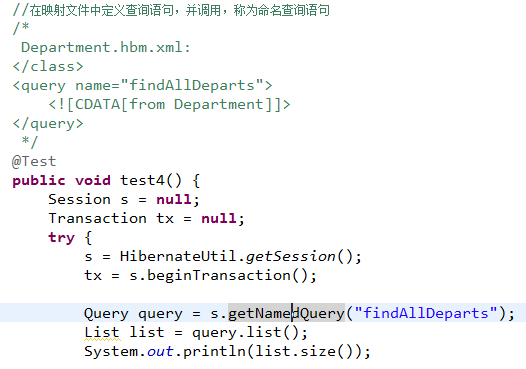 //在映射文件中定义查询语句，并调用，称为命名查询语句
/*
Department.hbm.xml:
</class>
<query name="findAllDeparts">
<![CDATA[from Department]]>
</query>
*/
@Test
public void test4() {
Session s = null;
Transaction tx = null;
try {
s = HibernateUtil.getSession();
tx = s.beginTransaction();
Query query = s.getNamedQuery("findAllDeparts");
List list = query.list();
System.out.println(list.size());